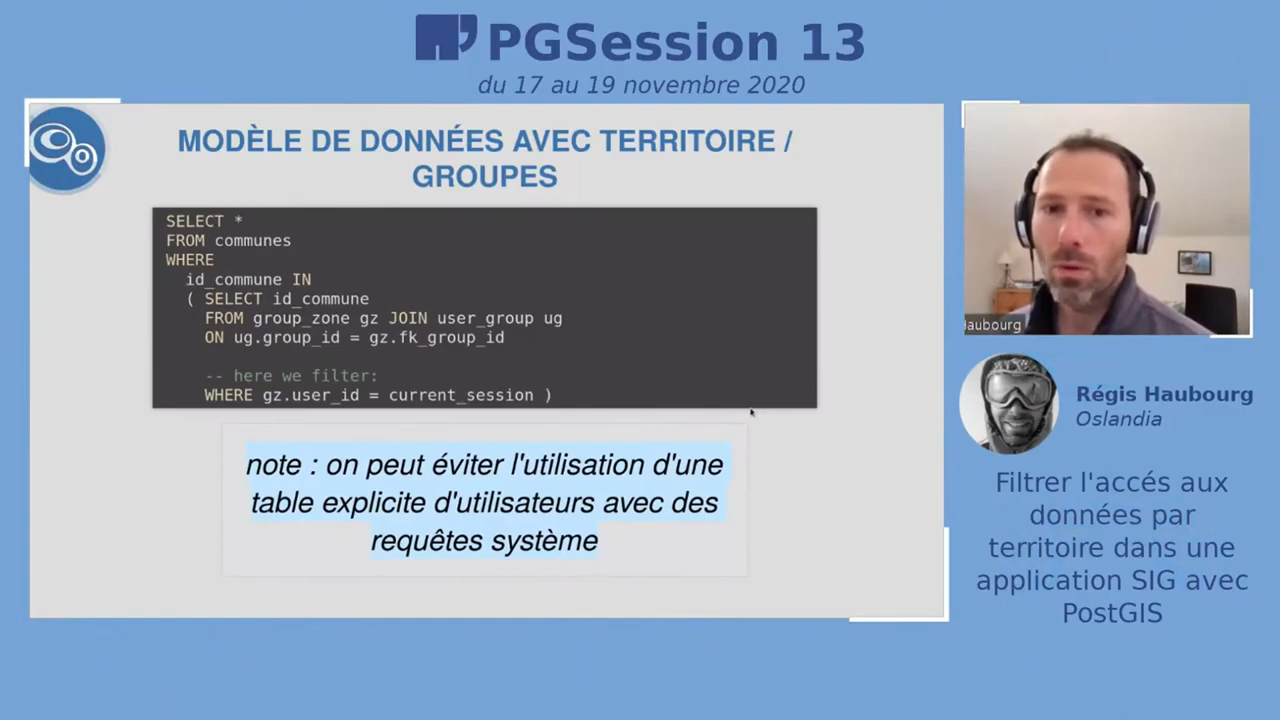 PGSession 13
du 17 au 19 novembre 2020
MODÈLE DE DONNÉES AVEC TERRITOIRE /
GROUPES
SELECT *
FROM communes
WHERE
id_commune IN
( SELECT id_commune
FROM group_zone gz JOIN user_group ug
ON ug.group_id = gz.fk_group_id
-- here we filter:
WHERE gz.user_id = current_session )
note : on peut éviter l'utilisation d'une
table explicite d'utilisateurs avec des
requêtes système
Haubourg
Régis Haubourg
Oslandia
Filtrer l'accés aux
données par
territoire dans une
application SIG avec
PostGIS